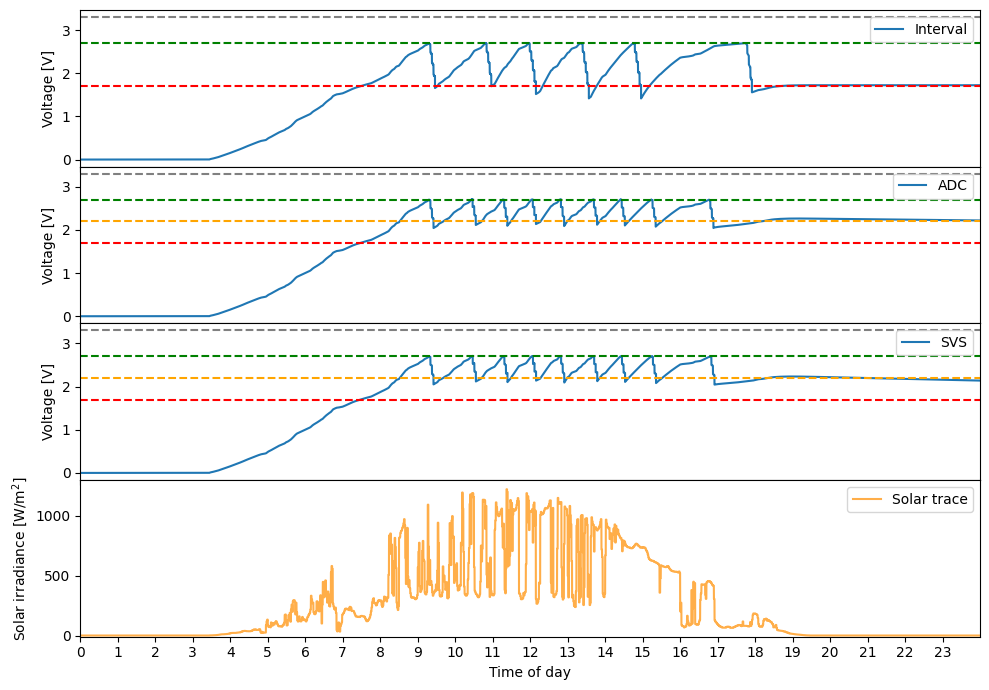 Interval
Voltage [V]
3
2
1
0
ADC
Voltage [V]
3
2
1
0
SVS
Voltage [V]
3
2
1
0
Solar trace
Solar irradiance [W/m²]
1000
500
0
0 1 2 3 4 5 6 7 8 9 10 11 12 13 14 15 16 17 18 19 20 21 22 23
Time of day